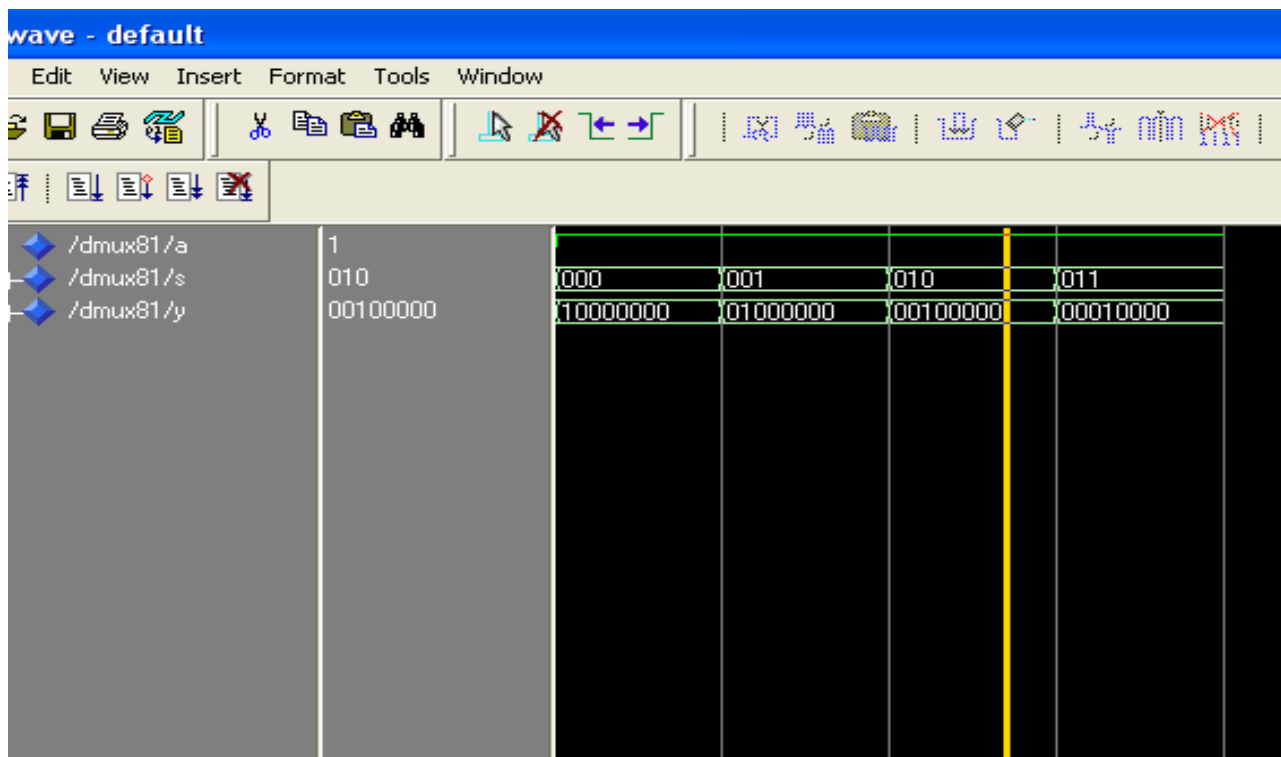 wave - default
Edit View Insert Format Tools Window
/dmux81/a 1
/dmux81/s 010 000 001 010 011
/dmux81/y 00100000 10000000 01000000 00100000 00010000